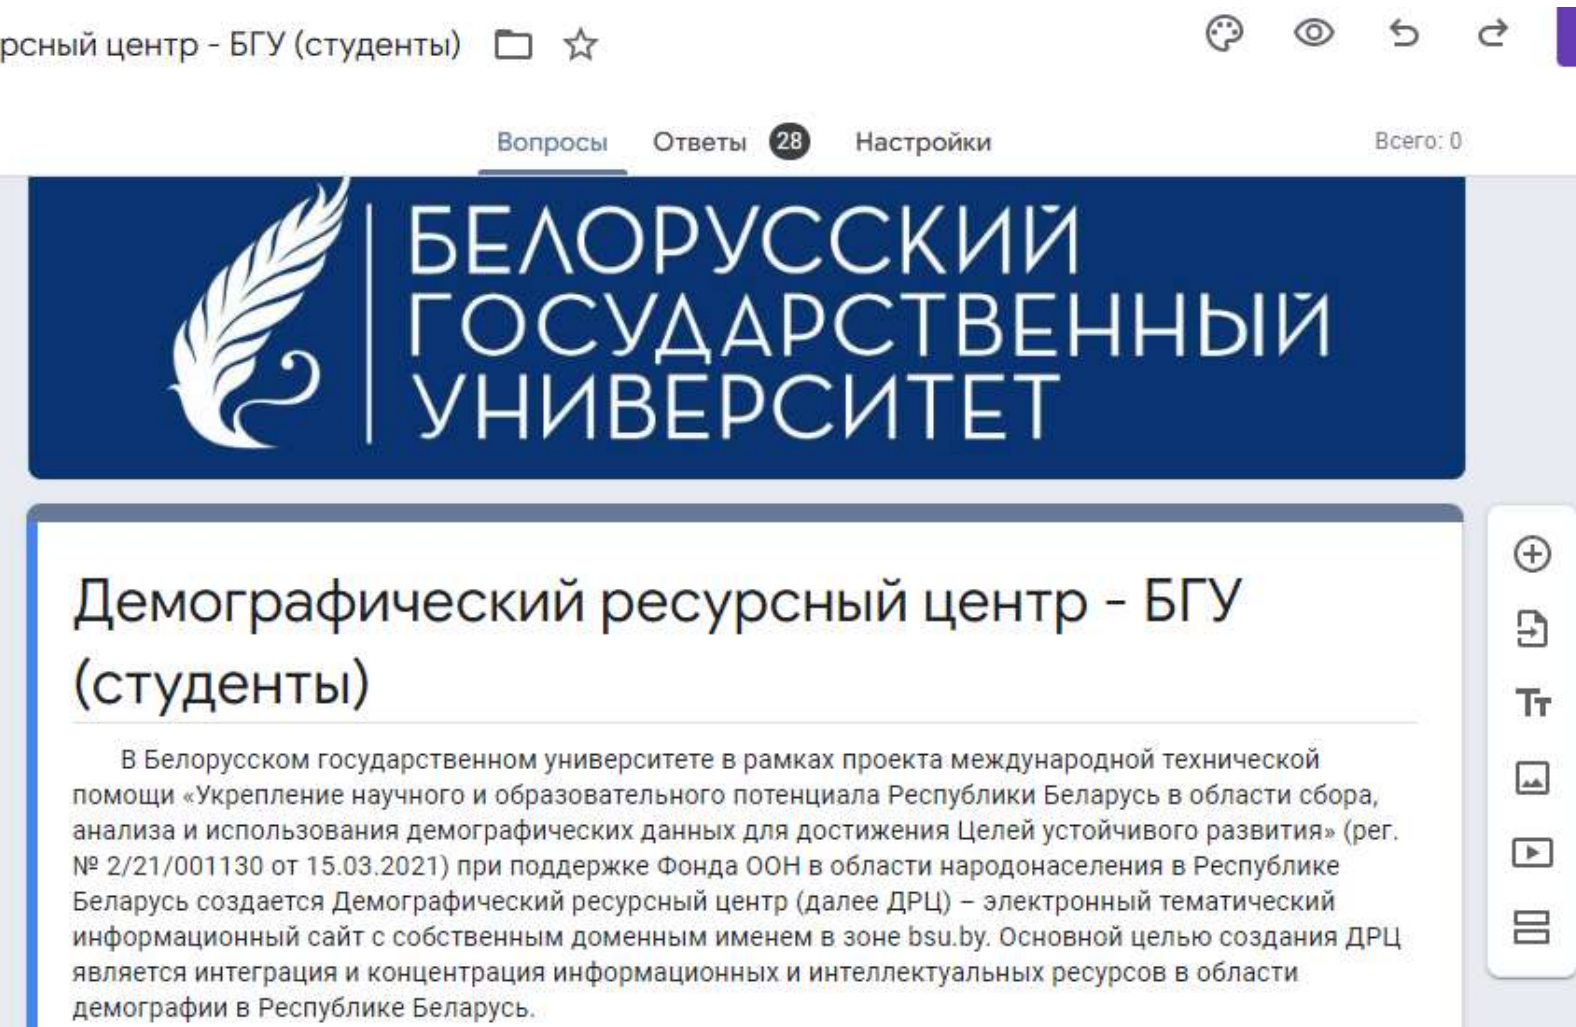 рсный центр - БГУ (студенты)
Вопросы Ответы 28 Настройки Всего: 0
БЕЛОРУССКИЙ
ГОСУДАРСТВЕННЫЙ
УНИВЕРСИТЕТ
Демографический ресурсный центр - БГУ
(студенты)
В Белорусском государственном университете в рамках проекта международной технической
помощи «Укрепление научного и образовательного потенциала Республики Беларусь в области сбора,
анализа и использования демографических данных для достижения Целей устойчивого развития» (рег.
№ 2/21/001130 от 15.03.2021) при поддержке Фонда ООН в области народонаселения в Республике
Беларусь создается Демографический ресурсный центр (далее ДРЦ) – электронный тематический
информационный сайт с собственным доменным именем в зоне bsu.by. Основной целью создания ДРЦ
является интеграция и концентрация информационных и интеллектуальных ресурсов в области
демографии в Республике Беларусь.
Тт